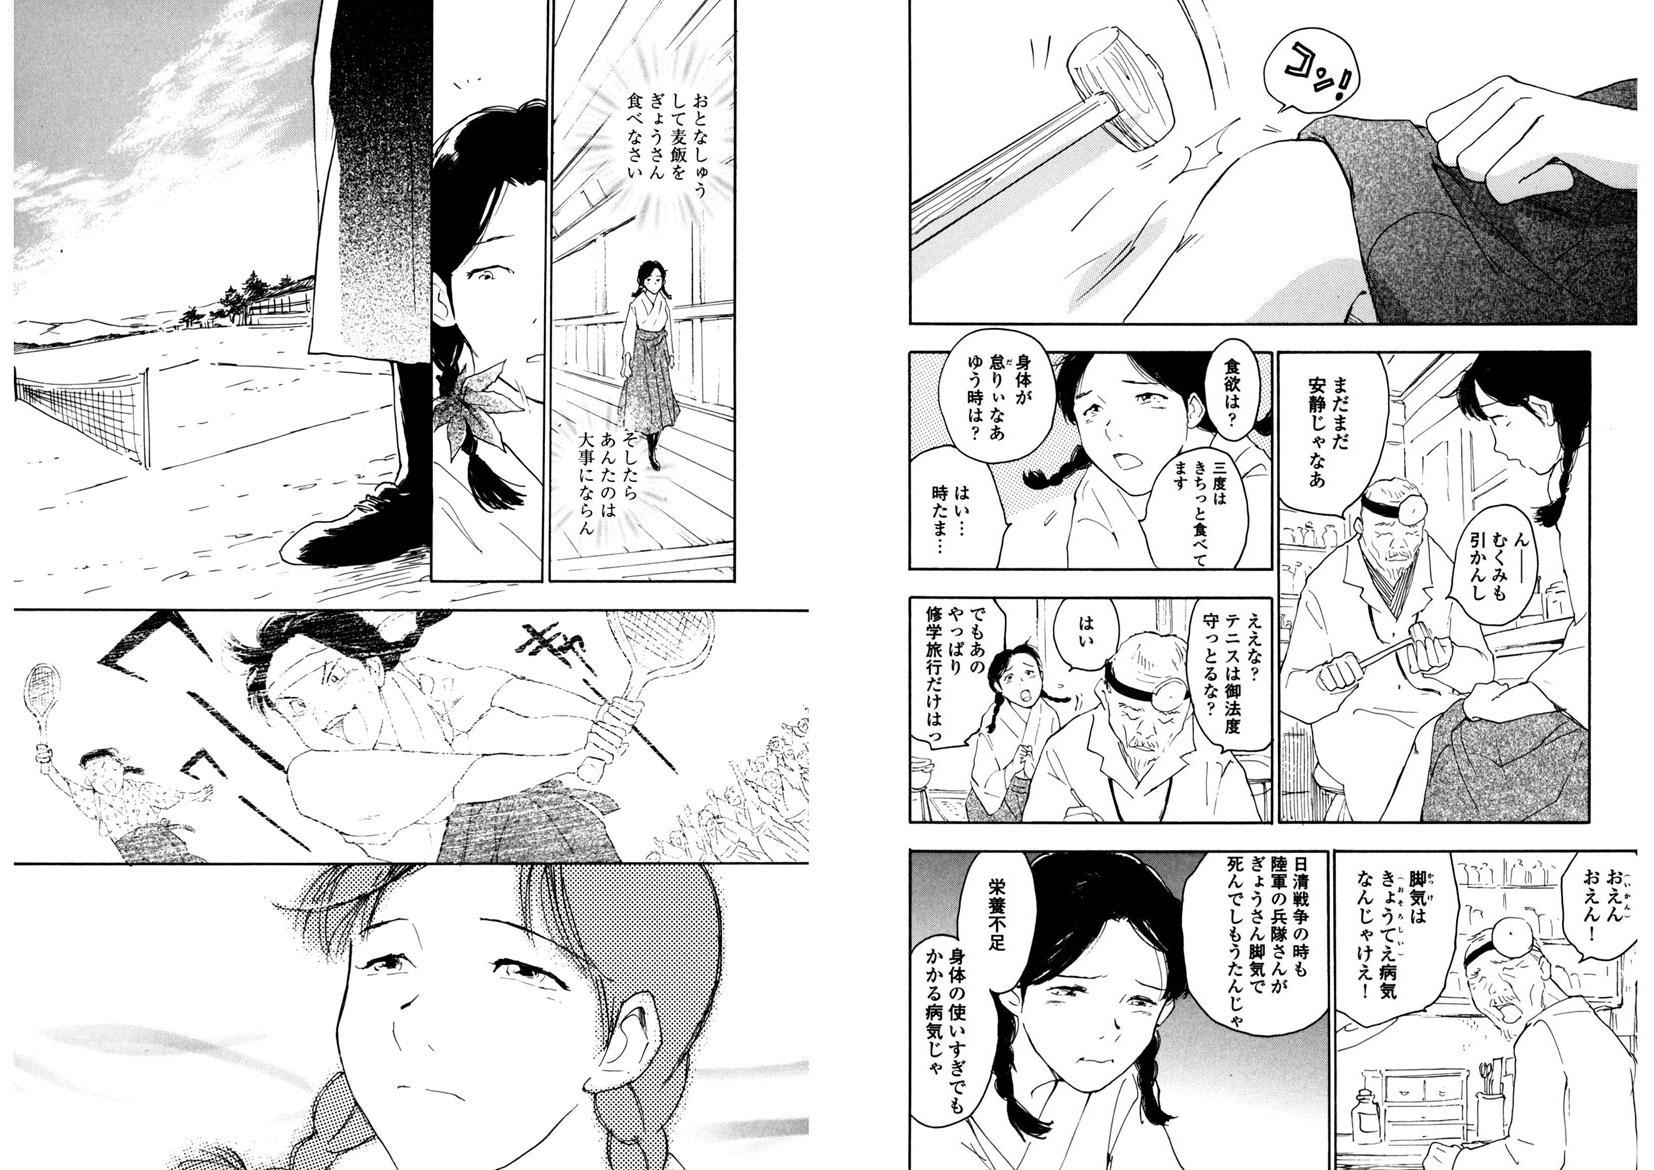 コン！
まだまだ
安静じゃなあ
んー
むくみも
引かんし
食欲は？
三度は
きちっと食べて
ます
身体が
怠りぃなあ
ゆう時は？
はい…
時たま…
ええな？
テニスは御法度
守っとるな？
はい
でもあの
やっぱり
修学旅行だけはっ
おえん
おえん！
脚気は
きょうてえ病気
なんじゃけえ！
日清戦争の時も
陸軍の兵隊さんが
ぎょうさん脚気で
死んでしもうたんじゃ
栄養不足
身体の使いすぎでも
かかる病気じゃ
おとなしゅう
して麦飯を
ぎょうさん
食べなさい
そしたら
あんたのは
大事にならん